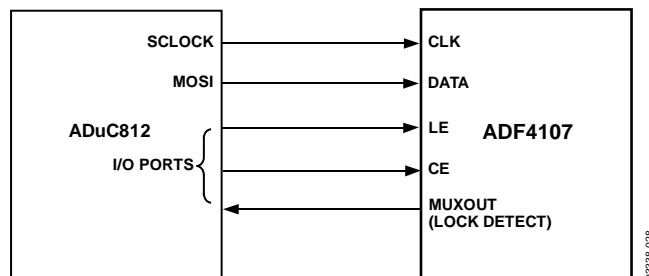 SCLOCK
MOSI
ADuC812
I/O PORTS
CLK
DATA
LE
ADF4107
CE
MUXOUT
(LOCK DETECT)